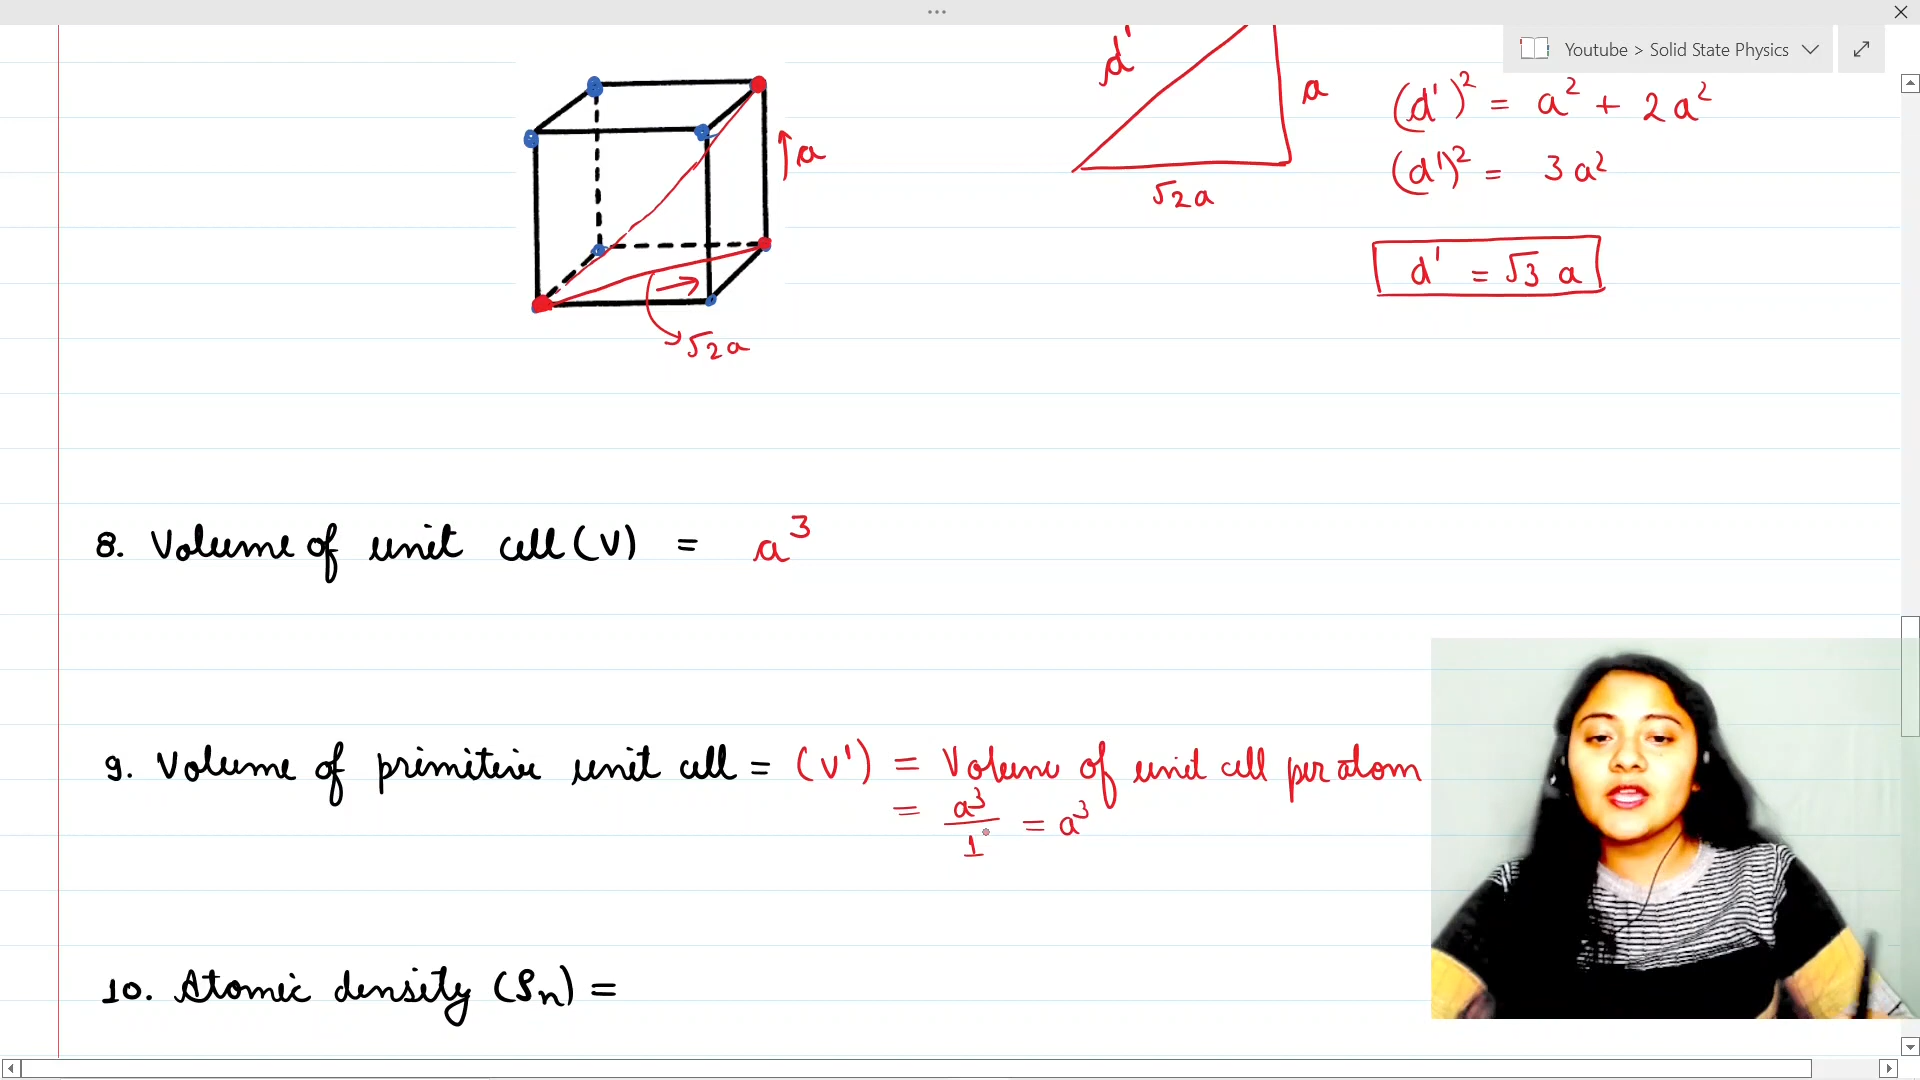 Youtube > Solid State Physics
d'
a
√2a
(d')² = a² + 2a²
(d')² = 3a²
d' = √3 a
a
√2a
8. Volume of unit cell (V) = a³
9. Volume of primitive unit cell = (V') = Volume of unit cell per atom
= a³/1 = a³
10. Atomic density (ρn) =